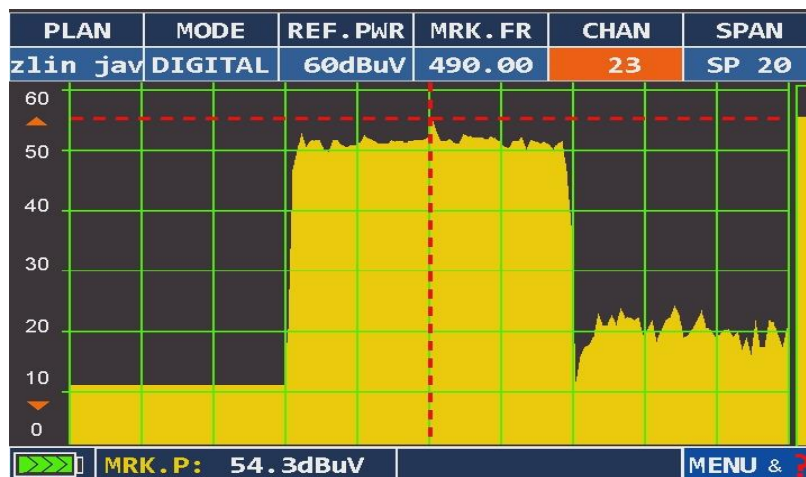 PLAN MODE REF.PWR MRK.FR CHAN SPAN
zlin jav DIGITAL 60dBuV 490.00 23 SP 20
60
50
40
30
20
10
0
MRK.P: 54.3dBuV MENU & ?